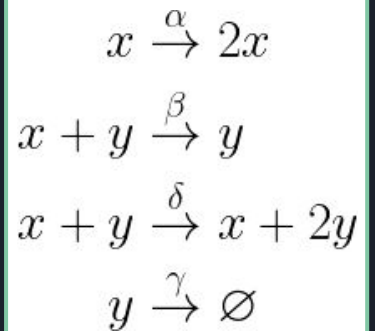 x →^α 2x
x + y →^β y
x + y →^δ x + 2y
y →^γ ∅